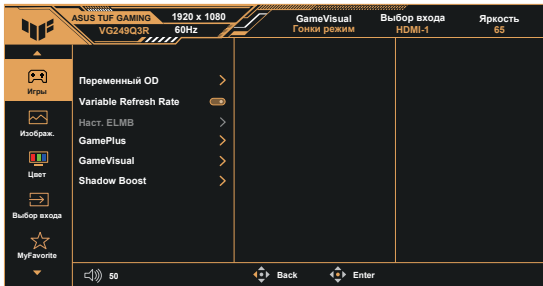 ASUS TUF GAMING 1920 x 1080 GameVisual Выбор входа Яркость
VG249Q3R 60Hz Гонки режим HDMI-1 65
Игры
Изображ.
Цвет
Выбор входа
MyFavorite
Переменный OD
Variable Refresh Rate
Наст. ELMB
GamePlus
GameVisual
Shadow Boost
50 Back Enter